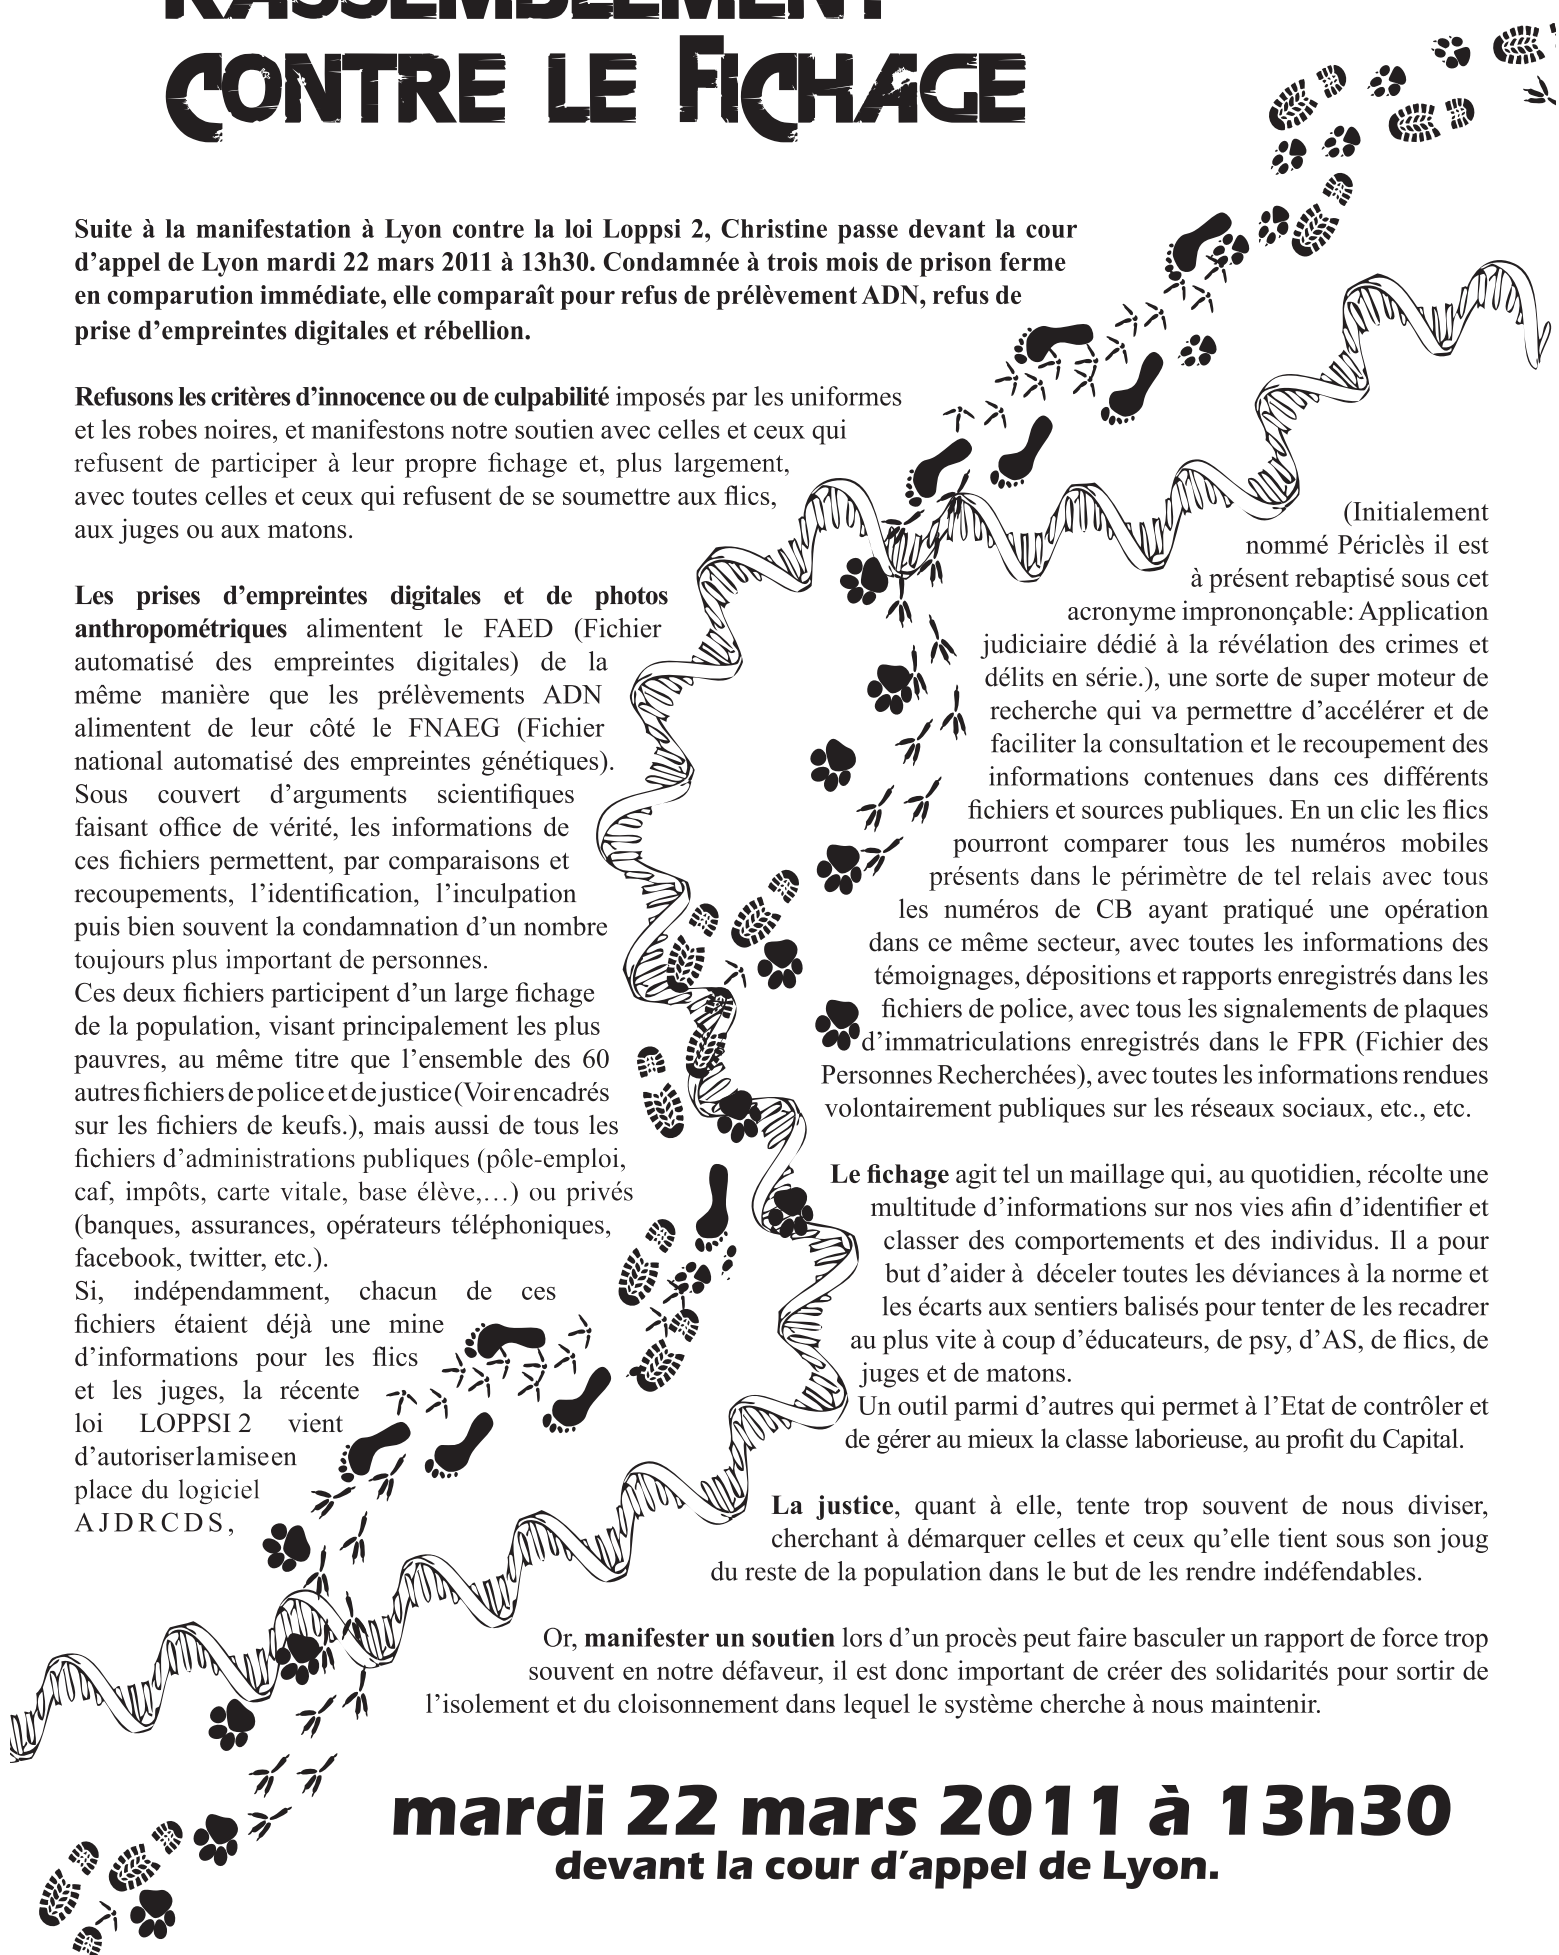 RASSEMBLEMENT
CONTRE LE FICHAGE
Suite à la manifestation à Lyon contre la loi Loppsi 2, Christine passe devant la cour
d’appel de Lyon mardi 22 mars 2011 à 13h30. Condamnée à trois mois de prison ferme
en comparution immédiate, elle comparaît pour refus de prélèvement ADN, refus de
prise d’empreintes digitales et rébellion.
Refusons les critères d’innocence ou de culpabilité imposés par les uniformes
et les robes noires, et manifestons notre soutien avec celles et ceux qui
refusent de participer à leur propre fichage et, plus largement,
avec toutes celles et ceux qui refusent de se soumettre aux flics,
aux juges ou aux matons.
Les prises d’empreintes digitales et de photos
anthropométriques alimentent le FAED (Fichier
automatisé des empreintes digitales) de la
même manière que les prélèvements ADN
alimentent de leur côté le FNAEG (Fichier
national automatisé des empreintes génétiques).
Sous couvert d’arguments scientifiques
faisant office de vérité, les informations de
ces fichiers permettent, par comparaisons et
recoupements, l’identification, l’inculpation
puis bien souvent la condamnation d’un nombre
toujours plus important de personnes.
Ces deux fichiers participent d’un large fichage
de la population, visant principalement les plus
pauvres, au même titre que l’ensemble des 60
autres fichiers de police et de justice (Voir encadrés
sur les fichiers de keufs.), mais aussi de tous les
fichiers d’administrations publiques (pôle-emploi,
caf, impôts, carte vitale, base élève,…) ou privés
(banques, assurances, opérateurs téléphoniques,
facebook, twitter, etc.).
Si, indépendamment, chacun de ces
fichiers étaient déjà une mine
d’informations pour les flics
et les juges, la récente
loi LOPPSI 2 vient
d’autoriser la mise en
place du logiciel
AJDRCDS,
(Initialement
nommé Périclès il est
à présent rebaptisé sous cet
acronyme imprononçable: Application
judiciaire dédié à la révélation des crimes et
délits en série.), une sorte de super moteur de
recherche qui va permettre d’accélérer et de
faciliter la consultation et le recoupement des
informations contenues dans ces différents
fichiers et sources publiques. En un clic les flics
pourront comparer tous les numéros mobiles
présents dans le périmètre de tel relais avec tous
les numéros de CB ayant pratiqué une opération
dans ce même secteur, avec toutes les informations des
témoignages, dépositions et rapports enregistrés dans les
fichiers de police, avec tous les signalements de plaques
d’immatriculations enregistrés dans le FPR (Fichier des
Personnes Recherchées), avec toutes les informations rendues
volontairement publiques sur les réseaux sociaux, etc., etc.
Le fichage agit tel un maillage qui, au quotidien, récolte une
multitude d’informations sur nos vies afin d’identifier et
classer des comportements et des individus. Il a pour
but d’aider à déceler toutes les déviances à la norme et
les écarts aux sentiers balisés pour tenter de les recadrer
au plus vite à coup d’éducateurs, de psy, d’AS, de flics, de
juges et de matons.
Un outil parmi d’autres qui permet à l’Etat de contrôler et
de gérer au mieux la classe laborieuse, au profit du Capital.
La justice, quant à elle, tente trop souvent de nous diviser,
cherchant à démarquer celles et ceux qu’elle tient sous son joug
du reste de la population dans le but de les rendre indéfendables.
Or, manifester un soutien lors d’un procès peut faire basculer un rapport de force trop
souvent en notre défaveur, il est donc important de créer des solidarités pour sortir de
l’isolement et du cloisonnement dans lequel le système cherche à nous maintenir.
mardi 22 mars 2011 à 13h30
devant la cour d’appel de Lyon.